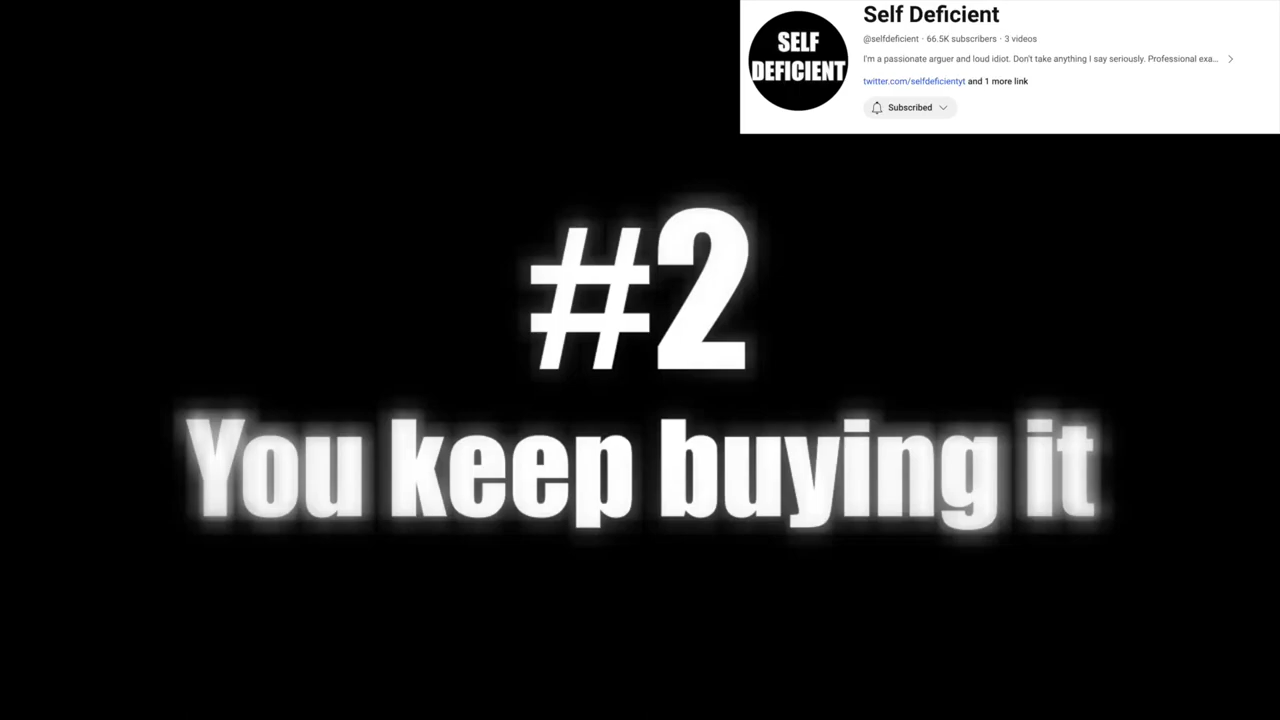 SELF
DEFICIENT
Self Deficient
@selfdeficient · 66.5K subscribers · 3 videos
I'm a passionate arguer and loud idiot. Don't take anything I say seriously. Professional exa...
twitter.com/selfdeficientyt and 1 more link
Subscribed
#2
You keep buying it